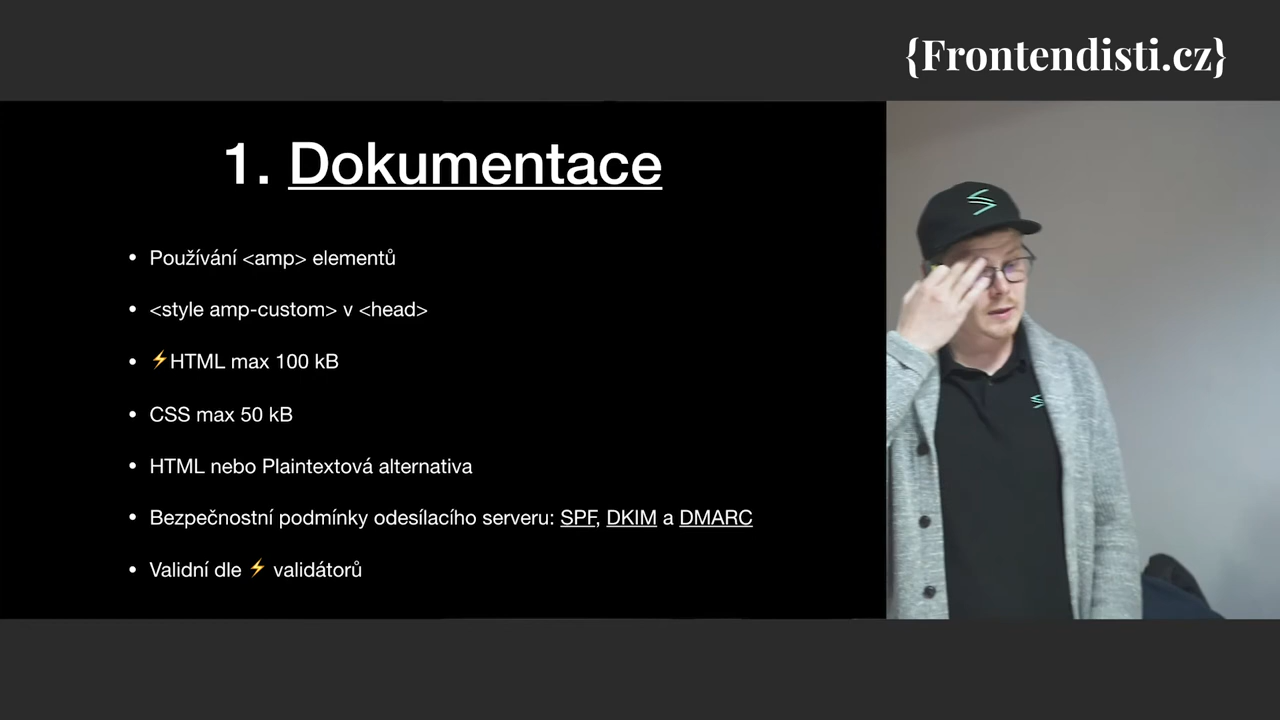 {Frontendisti.cz}
1. Dokumentace
• Používání <amp> elementů
• <style amp-custom> v <head>
• ⚡HTML max 100 kB
• CSS max 50 kB
• HTML nebo Plaintextová alternativa
• Bezpečnostní podmínky odesílacího serveru: SPF, DKIM a DMARC
• Validní dle ⚡ validátorů